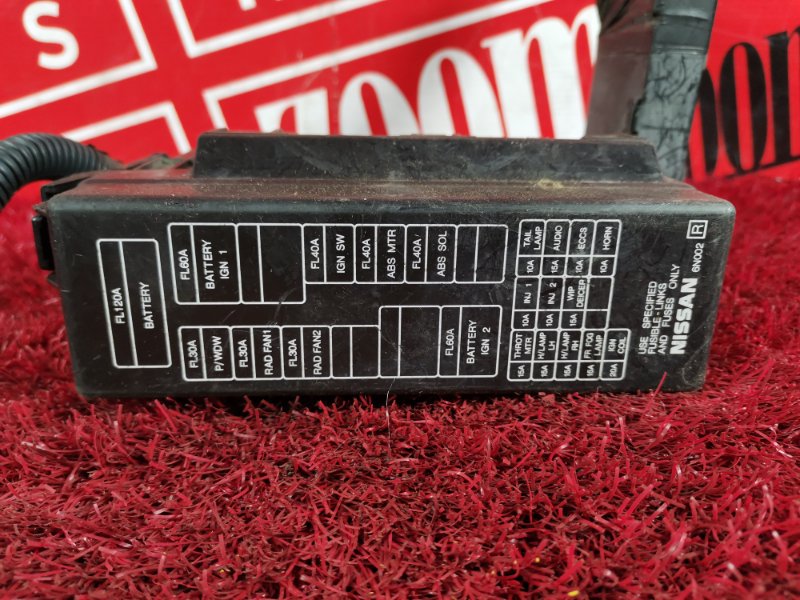 S
zoom
zoom
FL120A
BATTERY
FL60A
BATTERY
IGN 1
FL40A
IGN SW
FL40A
ABS MTR
FL40A
ABS SOL
FL30A
P/WDW
FL30A
RAD FAN1
FL30A
RAD FAN2
FL60A
BATTERY
IGN 2
10A
TAIL
LAMP
15A
AUDIO
10A
ECCS
10A
HORN
10A
INJ 1
10A
INJ 2
15A
WIP
DEICER
15A
THROT
MTR
15A
H/LAMP
LH
15A
H/LAMP
RH
15A
FR FOG
LAMP
20A
IGN
COIL
USE SPECIFIED
FUSIBLE-LINKS
AND FUSES ONLY
NISSAN
6N002
R